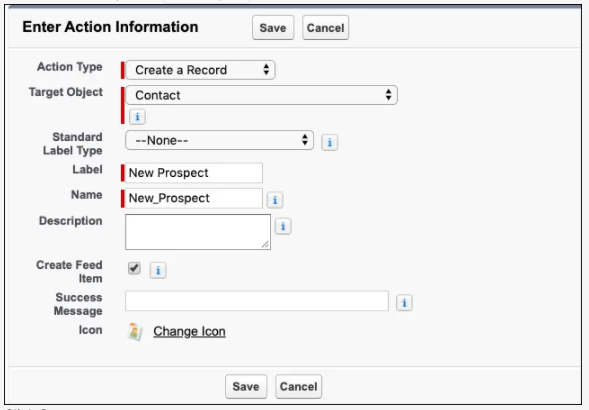 Enter Action Information Save Cancel
Action Type Create a Record
Target Object Contact
i
Standard
Label Type --None-- i
Label New Prospect
Name New_Prospect i
Description i
Create Feed
Item i
Success
Message i
Icon Change Icon
Save Cancel